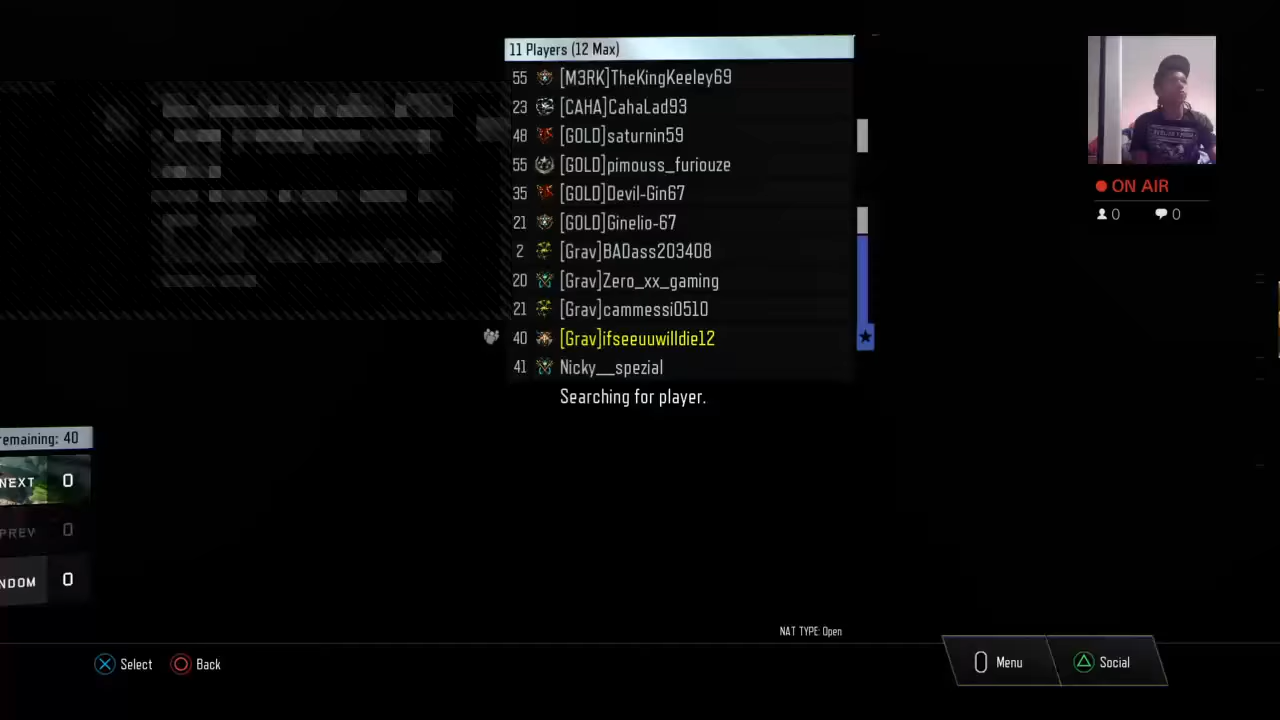 11 Players (12 Max)
55 [M3RK]TheKingKeeley69
23 [CAHA]CahaLad93
48 [GOLD]saturnin59
55 [GOLD]pimouss_furiouze
35 [GOLD]Devil-Gin67
21 [GOLD]Ginelio-67
2 [Grav]BADass203408
20 [Grav]Zero_xx_gaming
21 [Grav]cammessi0510
40 [Grav]ifseeuuwilldie12
41 Nicky__spezial
Searching for player.
ON AIR
0 0
remaining: 40
NEXT 0
PREV 0
NDOM 0
NAT TYPE: Open
Select Back
Menu Social